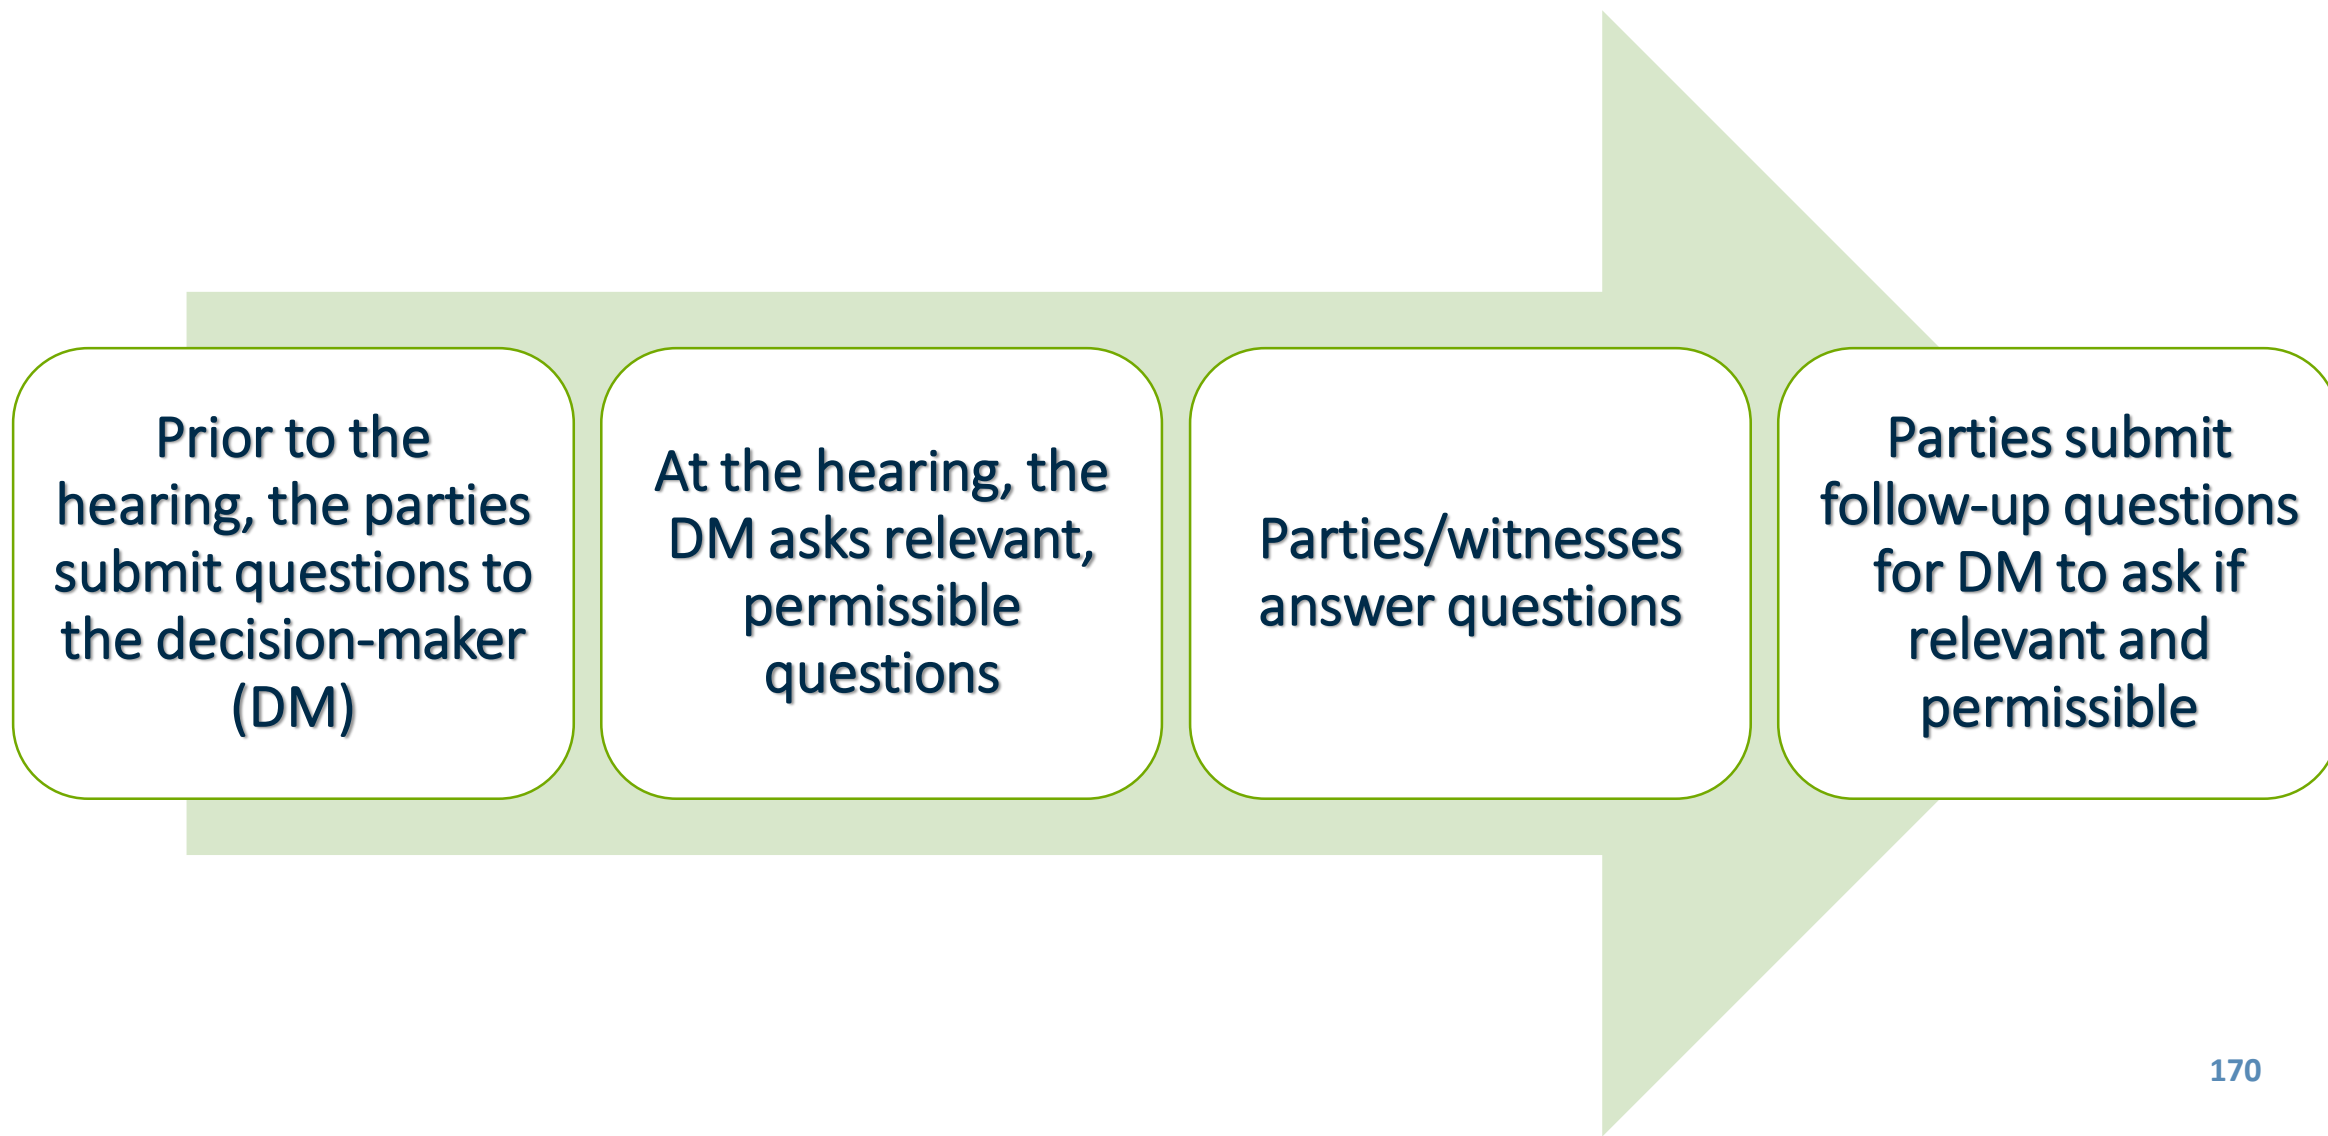 Prior to the
hearing, the parties
submit questions to
the decision-maker
(DM)
At the hearing, the
DM asks relevant,
permissible
questions
Parties/witnesses
answer questions
Parties submit
follow-up questions
for DM to ask if
relevant and
permissible
170